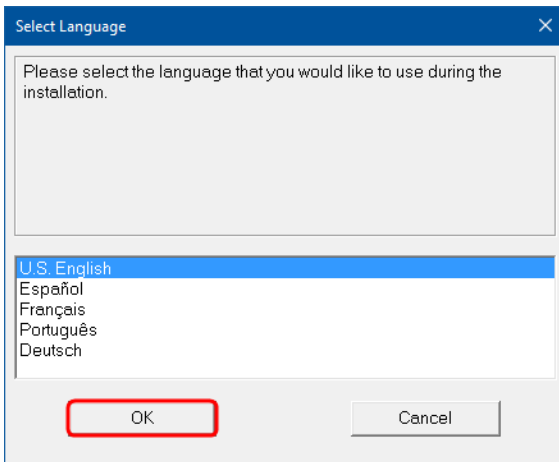 Select Language
Please select the language that you would like to use during the
installation.
U.S. English
Español
Français
Português
Deutsch
OK
Cancel